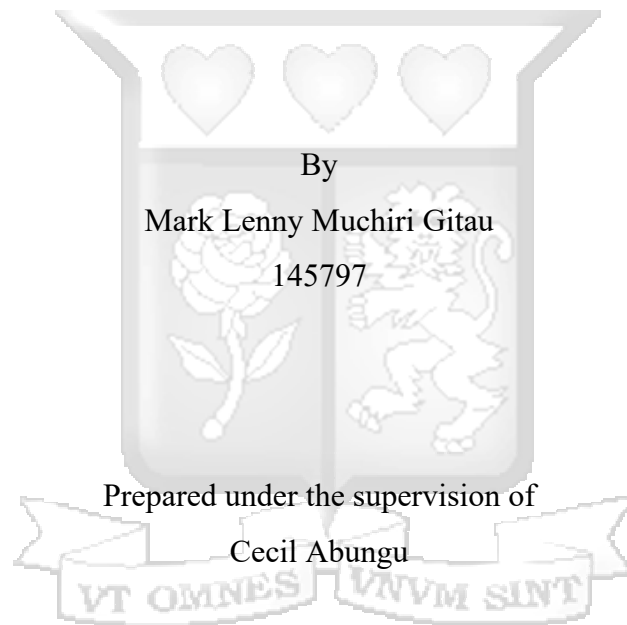 By
Mark Lenny Muchiri Gitau
145797
Prepared under the supervision of
Cecil Abungu
VT OMNES VNVM SINT